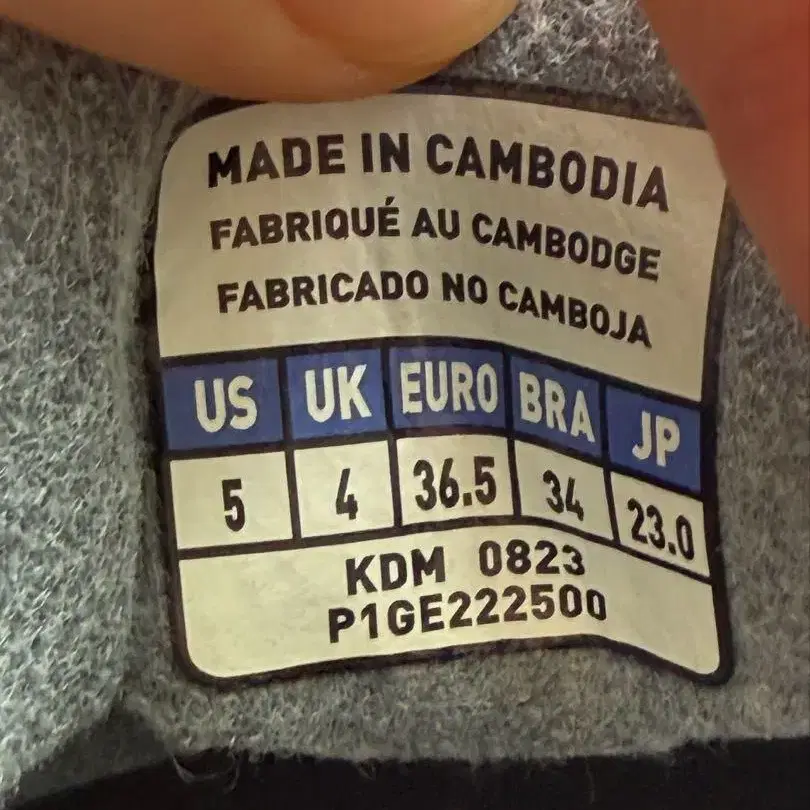 MADE IN CAMBODIA
FABRIQUÉ AU CAMBODGE
FABRICADO NO CAMBOJA
US UK EURO BRA JP
5 4 36.5 34 23.0
KDM 0823
P1GE222500